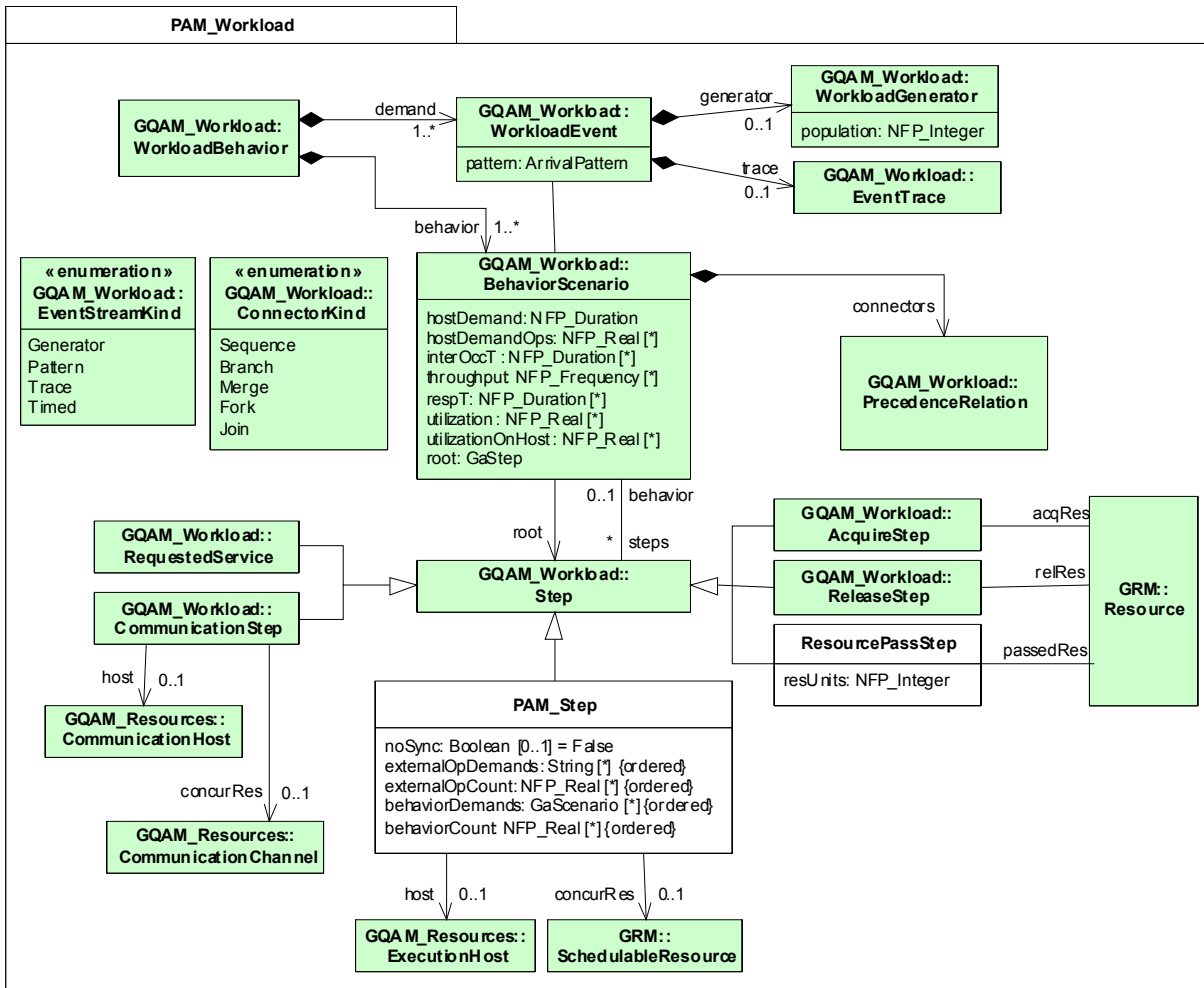 PAM_Workload
GQAM_Workload::
WorkloadBehavior
demand
1..*
GQAM_Workload::
WorkloadEvent
pattern: ArrivalPattern
generator
0..1
GQAM_Workload::
WorkloadGenerator
population: NFP_Integer
trace
0..1
GQAM_Workload::
EventTrace
behavior
1..*
« enumeration »
GQAM_Workload::
EventStreamKind
Generator
Pattern
Trace
Timed
« enumeration »
GQAM_Workload::
ConnectorKind
Sequence
Branch
Merge
Fork
Join
GQAM_Workload::
BehaviorScenario
hostDemand: NFP_Duration
hostDemandOps: NFP_Real [*]
interOccT : NFP_Duration [*]
throughput: NFP_Frequency [*]
respT: NFP_Duration [*]
utilization : NFP_Real [*]
utilizationOnHost : NFP_Real [*]
root: GaStep
connectors
GQAM_Workload::
PrecedenceRelation
root
0..1
behavior
*
steps
GQAM_Workload::
RequestedService
GQAM_Workload::
CommunicationStep
GQAM_Workload::
Step
GQAM_Workload::
AcquireStep
acqRes
GQAM_Workload::
ReleaseStep
relRes
ResourcePassStep
resUnits: NFP_Integer
passedRes
GRM::
Resource
host
0..1
GQAM_Resources::
CommunicationHost
concurRes
0..1
GQAM_Resources::
CommunicationChannel
PAM_Step
noSync: Boolean [0..1] = False
externalOpDemands: String [*] {ordered}
externalOpCount: NFP_Real [*] {ordered}
behaviorDemands: GaScenario [*] {ordered}
behaviorCount: NFP_Real [*] {ordered}
host
0..1
GQAM_Resources::
ExecutionHost
concurRes
0..1
GRM::
SchedulableResource